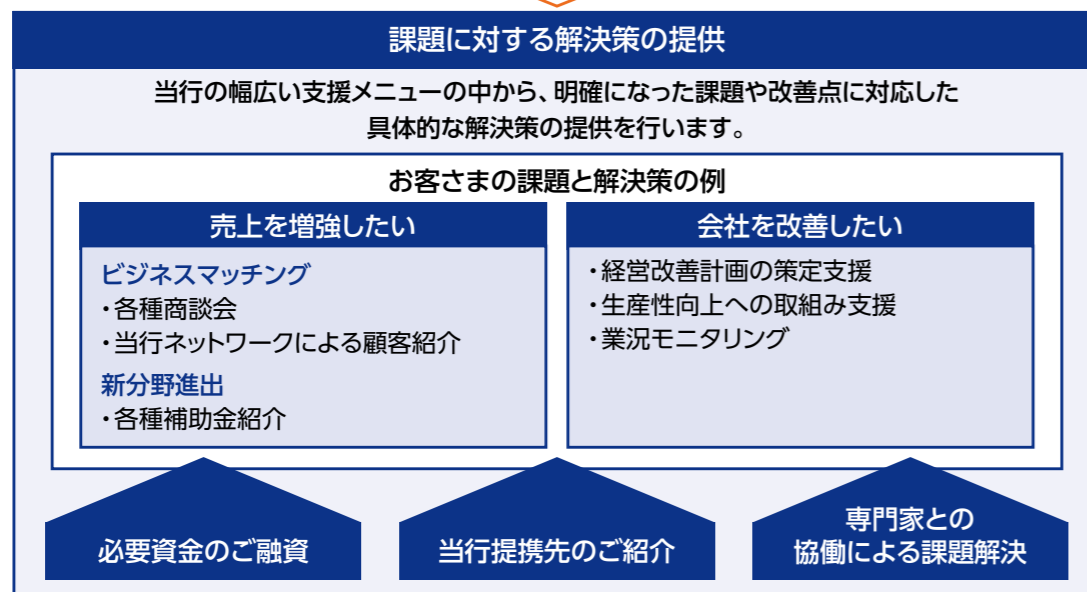 課題に対する解決策の提供
当行の幅広い支援メニューの中から、明確になった課題や改善点に対応した
具体的な解決策の提供を行います。
お客さまの課題と解決策の例
売上を増強したい
ビジネスマッチング
・各種商談会
・当行ネットワークによる顧客紹介
新分野進出
・各種補助金紹介
会社を改善したい
・経営改善計画の策定支援
・生産性向上への取組み支援
・業況モニタリング
必要資金のご融資
当行提携先のご紹介
専門家との
協働による課題解決